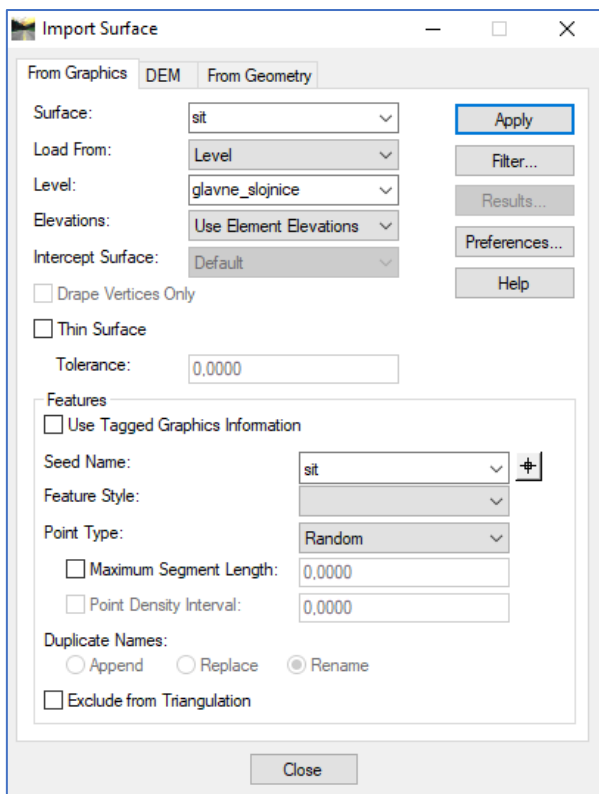 Import Surface
From Graphics DEM From Geometry
Surface: sit Apply
Load From: Level Filter...
Level: glavne_slojnice Results...
Elevations: Use Element Elevations Preferences...
Intercept Surface: Default Help
Drape Vertices Only
Thin Surface
Tolerance: 0,0000
Features
Use Tagged Graphics Information
Seed Name: sit
Feature Style:
Point Type: Random
Maximum Segment Length: 0,0000
Point Density Interval: 0,0000
Duplicate Names:
Append Replace Rename
Exclude from Triangulation
Close